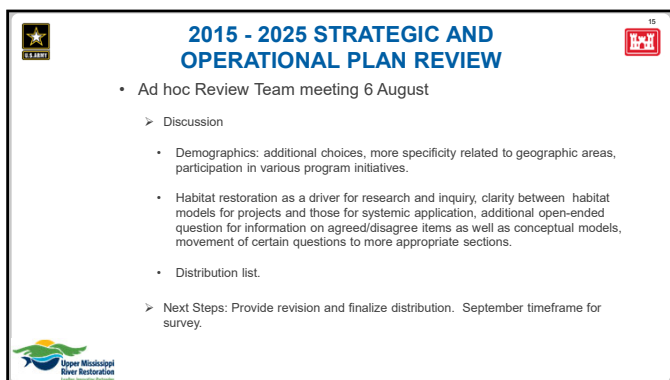 15
2015 - 2025 STRATEGIC AND
OPERATIONAL PLAN REVIEW
U.S. ARMY
• Ad hoc Review Team meeting 6 August
➢ Discussion
• Demographics: additional choices, more specificity related to geographic areas,
participation in various program initiatives.
• Habitat restoration as a driver for research and inquiry, clarity between habitat
models for projects and those for systemic application, additional open-ended
question for information on agreed/disagree items as well as conceptual models,
movement of certain questions to more appropriate sections.
• Distribution list.
➢ Next Steps: Provide revision and finalize distribution. September timeframe for
survey.
Upper Mississippi
River Restoration